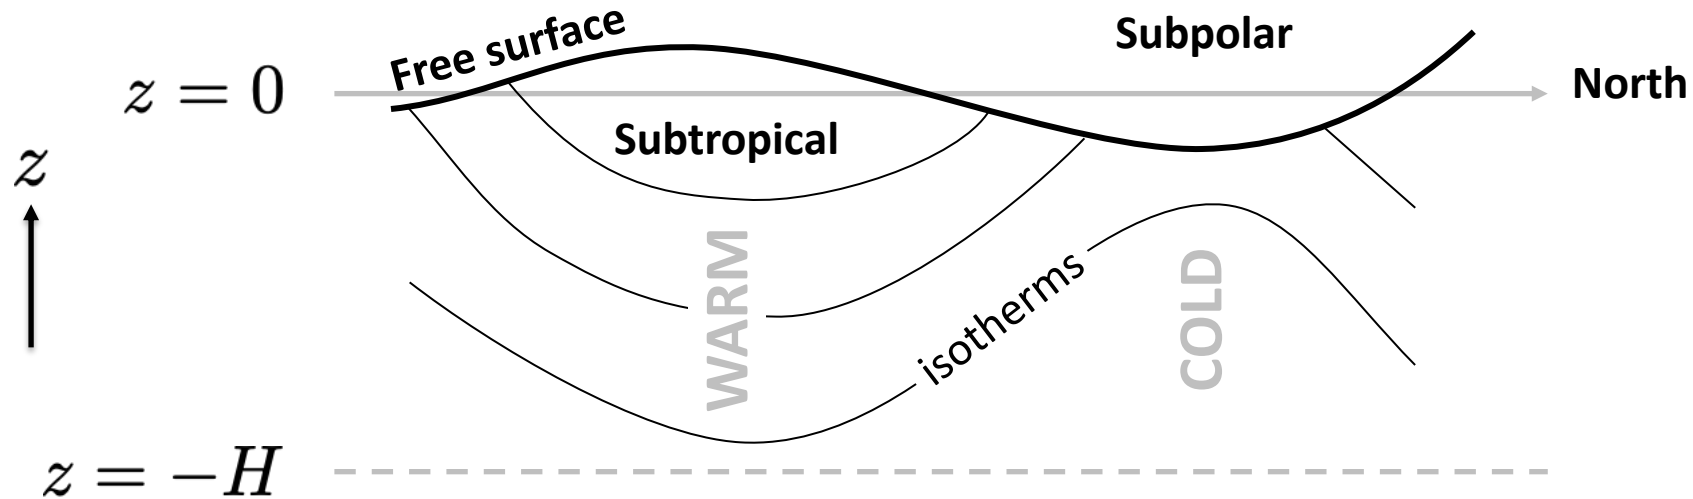 Free surface
Subpolar
z = 0
North
Subtropical
z
WARM
COLD
isotherms
z = −H